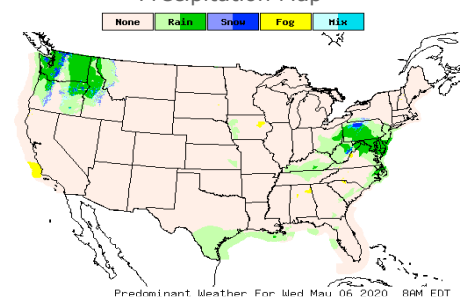 Precipitation Map
None Rain Snow Fog Mix
Predominant Weather For Wed May 06 2020 8AM EDT